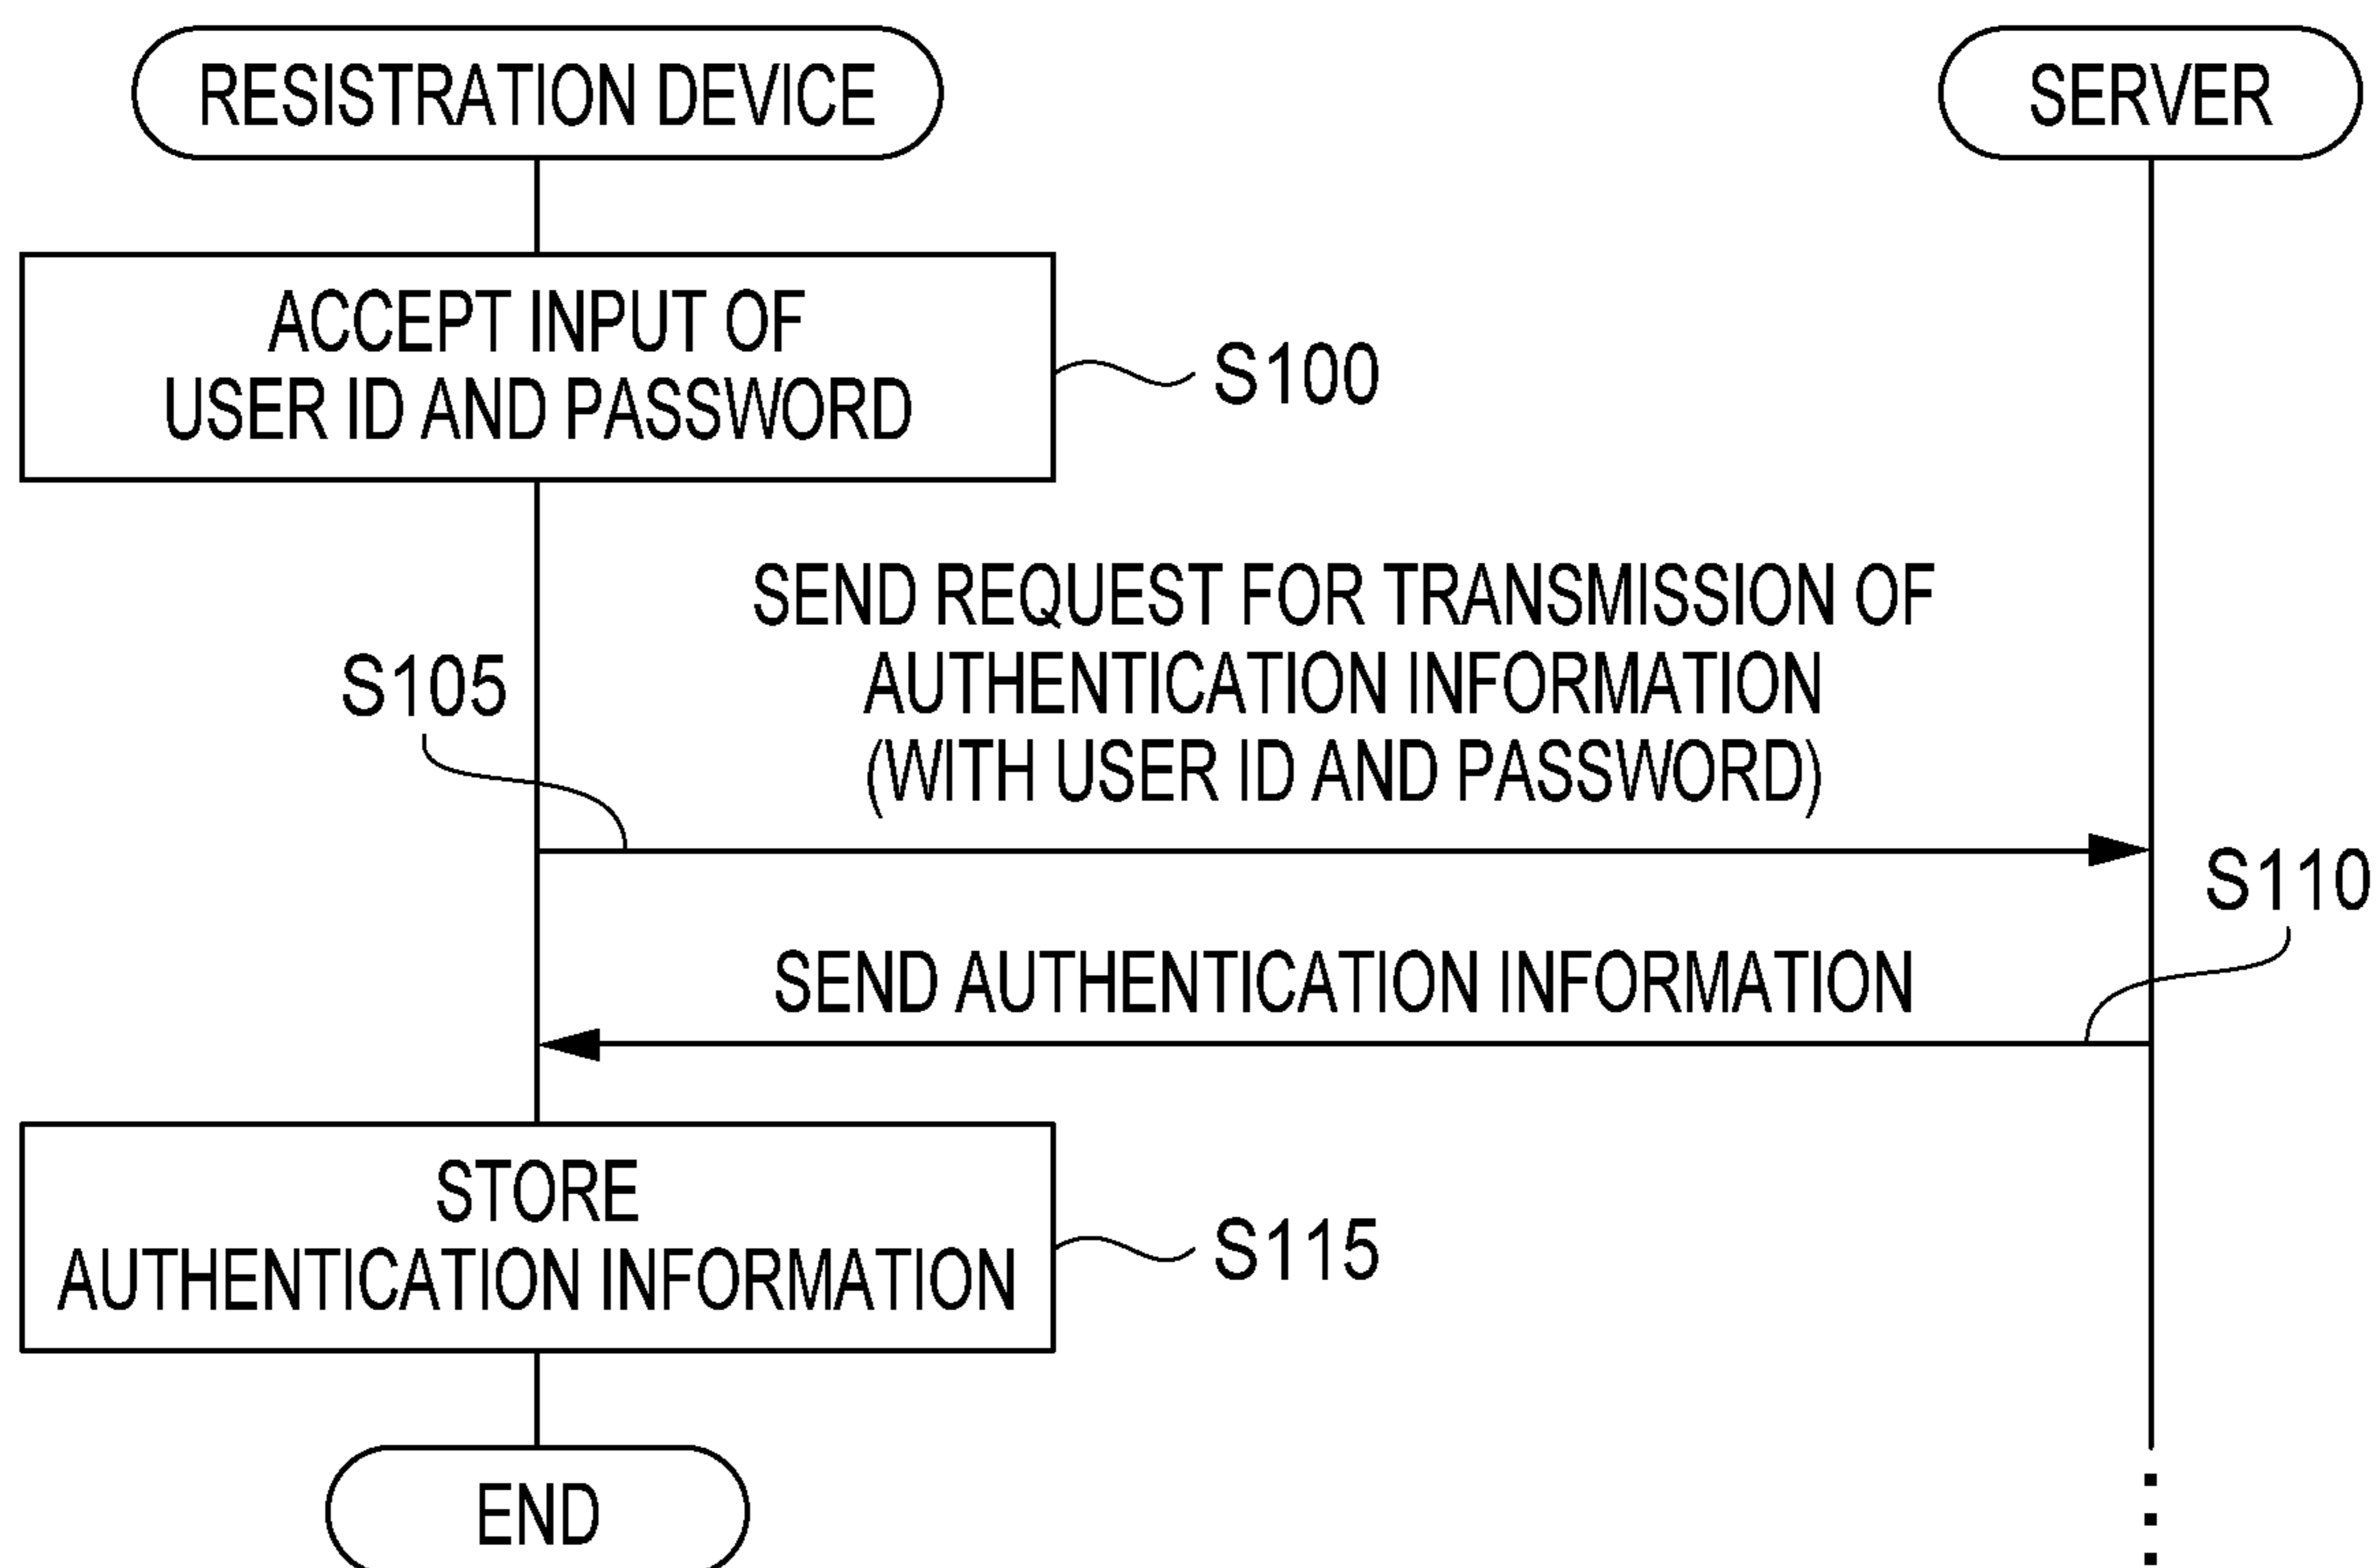 RESISTRATION DEVICE
SERVER
ACCEPT INPUT OF
USER ID AND PASSWORD
S100
SEND REQUEST FOR TRANSMISSION OF
AUTHENTICATION INFORMATION
(WITH USER ID AND PASSWORD)
S105
S110
SEND AUTHENTICATION INFORMATION
STORE
AUTHENTICATION INFORMATION
S115
END